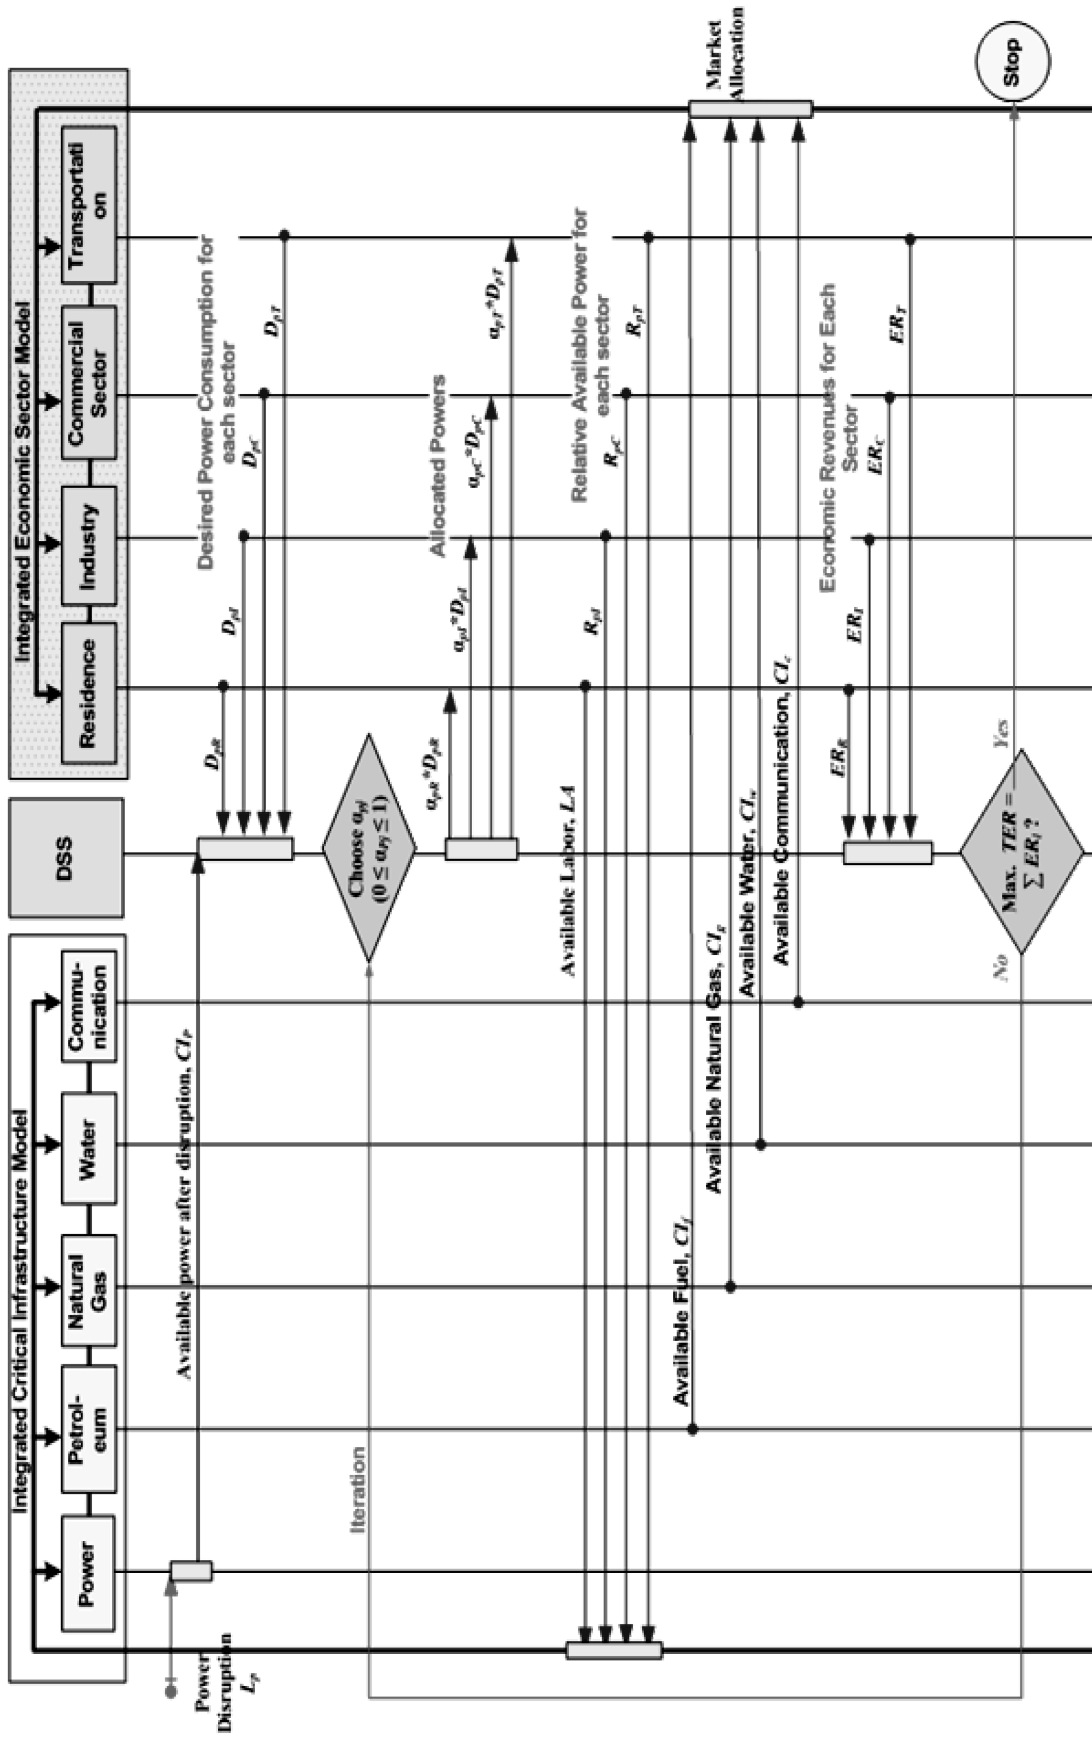 Integrated Critical Infrastructure Model
Power
Petrol-
eum
Natural
Gas
Water
Commu-
nication
DSS
Integrated Economic Sector Model
Residence
Industry
Commercial
Sector
Transportati
on
Power
Disruption
L_P
Available power after disruption, CI_P
Desired Power Consumption for
each sector
D_pR
D_pI
D_pC
D_pT
Iteration
Choose α_pj
(0 ≤ α_Pj ≤ 1)
Allocated Powers
α_pR*D_pR
α_pI*D_pI
α_pC*D_pC
α_pT*D_pT
Relative Available Power for
each sector
Available Labor, LA
R_pI
R_pC
R_pT
Market
Allocation
Available Fuel, CI_f
Available Natural Gas, CI_g
Available Water, CI_w
Available Communication, CI_c
Economic Revenues for Each
Sector
ER_R
ER_I
ER_C
ER_T
No
Max. TER =
∑ ER_i ?
Yes
Stop